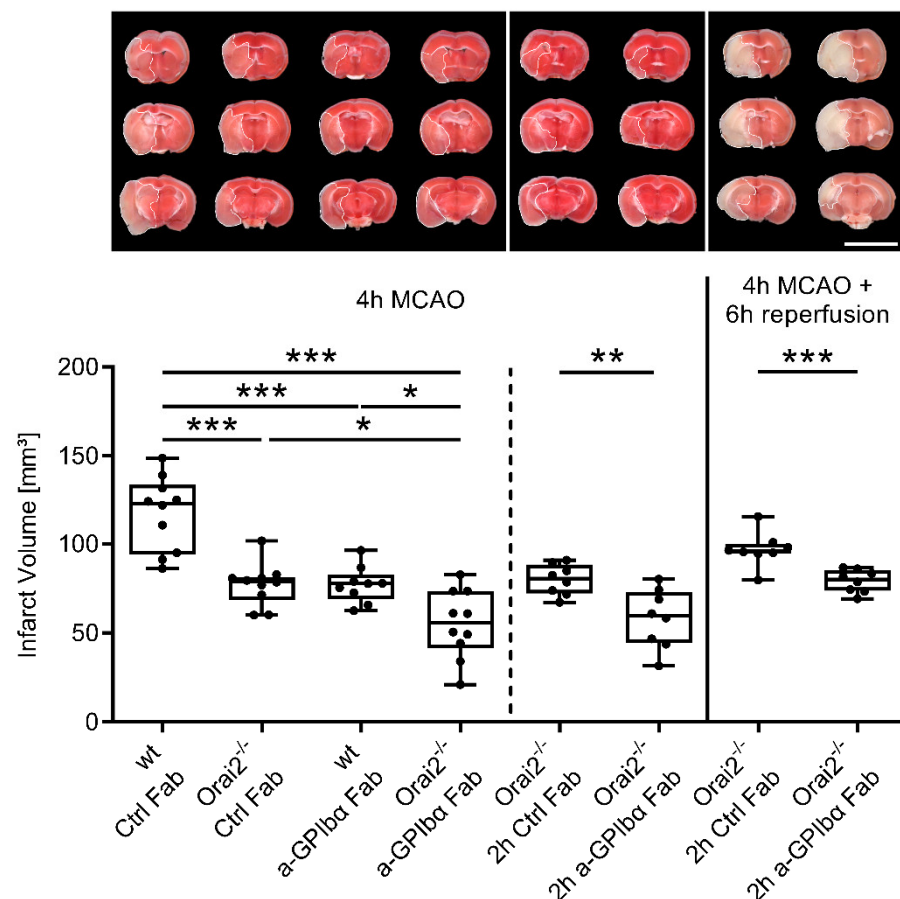 4h MCAO
4h MCAO +
6h reperfusion
*** ** ***
*** *
*** *
Infarct Volume [mm³]
200
150
100
50
0
wt
Ctrl Fab
Orai2⁻/⁻
Ctrl Fab
wt
a-GPIbα Fab
Orai2⁻/⁻
a-GPIbα Fab
Orai2⁻/⁻
2h Ctrl Fab
Orai2⁻/⁻
2h a-GPIbα Fab
Orai2⁻/⁻
2h Ctrl Fab
Orai2⁻/⁻
2h a-GPIbα Fab